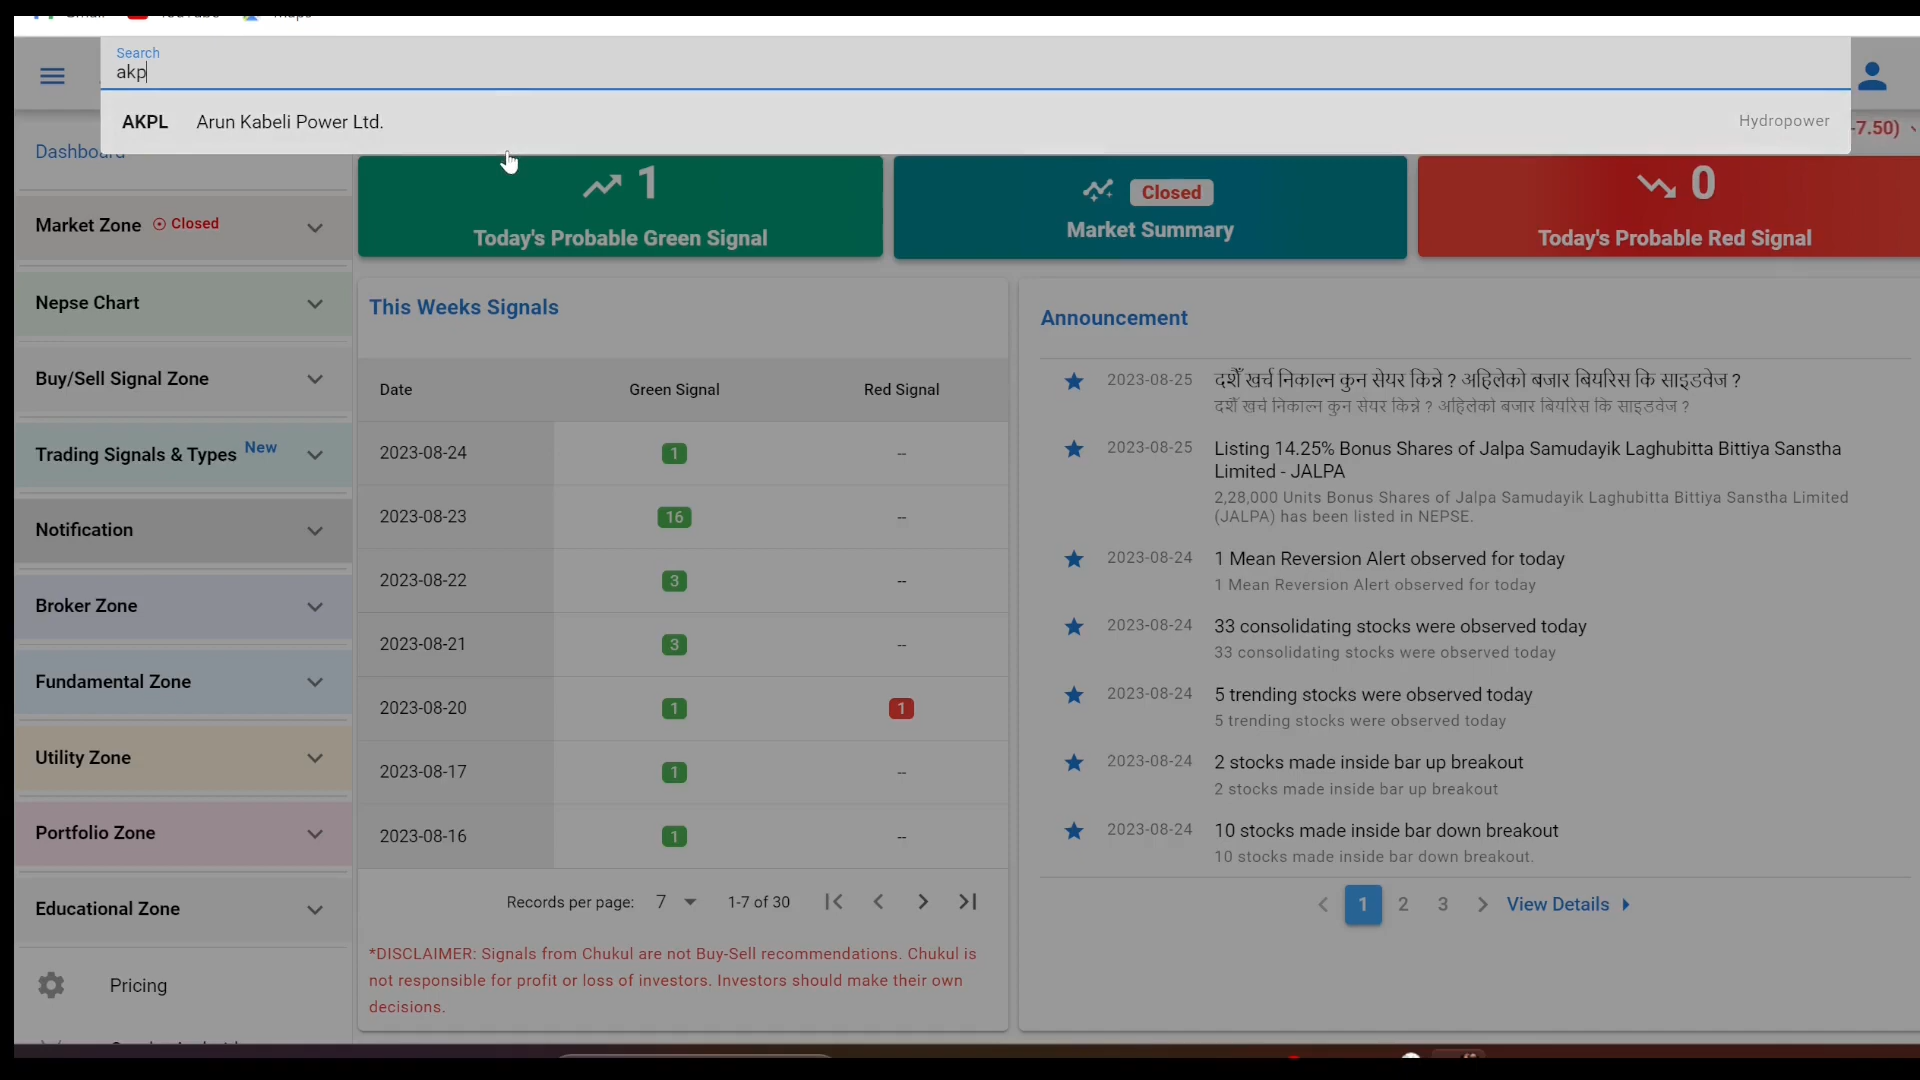 Search
akp
AKPL Arun Kabeli Power Ltd. Hydropower
-7.50)
Dashboard
Market Zone Closed
Nepse Chart
Buy/Sell Signal Zone
Trading Signals & Types New
Notification
Broker Zone
Fundamental Zone
Utility Zone
Portfolio Zone
Educational Zone
Pricing
1
Today's Probable Green Signal
Closed
Market Summary
0
Today's Probable Red Signal
This Weeks Signals
Date Green Signal Red Signal
2023-08-24 1 --
2023-08-23 16 --
2023-08-22 3 --
2023-08-21 3 --
2023-08-20 1 1
2023-08-17 1 --
2023-08-16 1 --
Records per page: 7 1-7 of 30
*DISCLAIMER: Signals from Chukul are not Buy-Sell recommendations. Chukul is
not responsible for profit or loss of investors. Investors should make their own
decisions.
Announcement
2023-08-25 दशैँ खर्च निकाल्न कुन सेयर किन्ने ? अहिलेको बजार बियरिस कि साइडवेज ?
दशैँ खर्च निकाल्न कुन सेयर किन्ने ? अहिलेको बजार बियरिस कि साइडवेज ?
2023-08-25 Listing 14.25% Bonus Shares of Jalpa Samudayik Laghubitta Bittiya Sanstha
Limited - JALPA
2,28,000 Units Bonus Shares of Jalpa Samudayik Laghubitta Bittiya Sanstha Limited
(JALPA) has been listed in NEPSE.
2023-08-24 1 Mean Reversion Alert observed for today
1 Mean Reversion Alert observed for today
2023-08-24 33 consolidating stocks were observed today
33 consolidating stocks were observed today
2023-08-24 5 trending stocks were observed today
5 trending stocks were observed today
2023-08-24 2 stocks made inside bar up breakout
2 stocks made inside bar up breakout
2023-08-24 10 stocks made inside bar down breakout
10 stocks made inside bar down breakout.
1 2 3 View Details